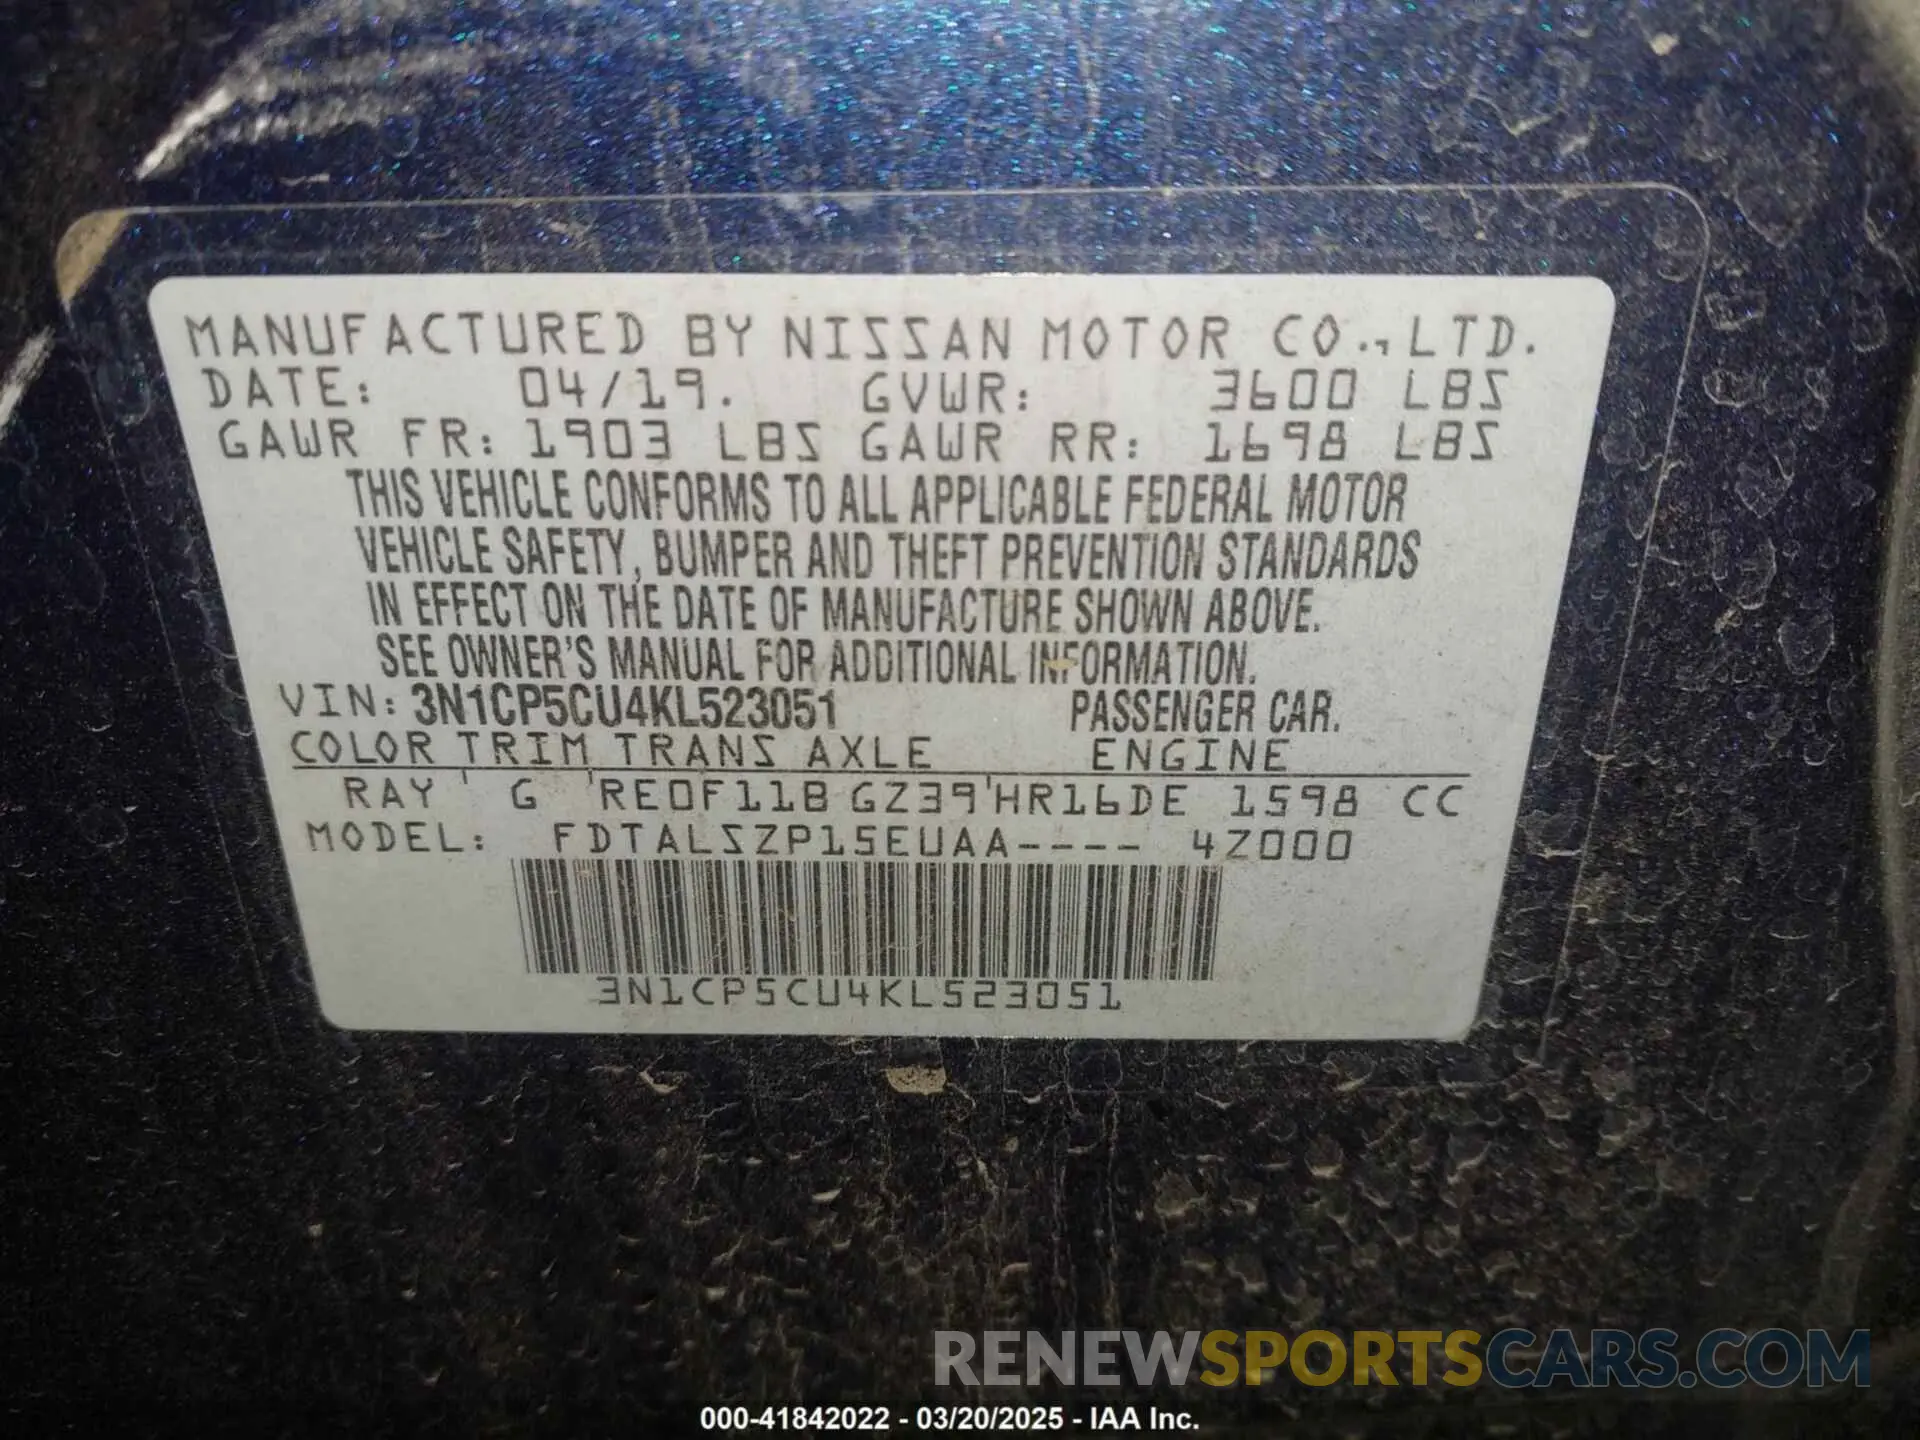 MANUFACTURED BY NISSAN MOTOR CO., LTD.
DATE: 04/19. GVWR: 3600 LBS
GAWR FR: 1903 LBS GAWR RR: 1698 LBS
THIS VEHICLE CONFORMS TO ALL APPLICABLE FEDERAL MOTOR
VEHICLE SAFETY, BUMPER AND THEFT PREVENTION STANDARDS
IN EFFECT ON THE DATE OF MANUFACTURE SHOWN ABOVE.
SEE OWNER'S MANUAL FOR ADDITIONAL INFORMATION.
VIN: 3N1CP5CU4KL523051 PASSENGER CAR.
COLOR TRIM TRANS AXLE ENGINE
RAY ' G 'RE0F11B GZ39'HR16DE 1598 CC
MODEL: FDTALSZP15EUAA---- 4Z000
3N1CP5CU4KL523051
RENEWSPORTSCARS.COM
000-41842022 - 03/20/2025 - IAA Inc.